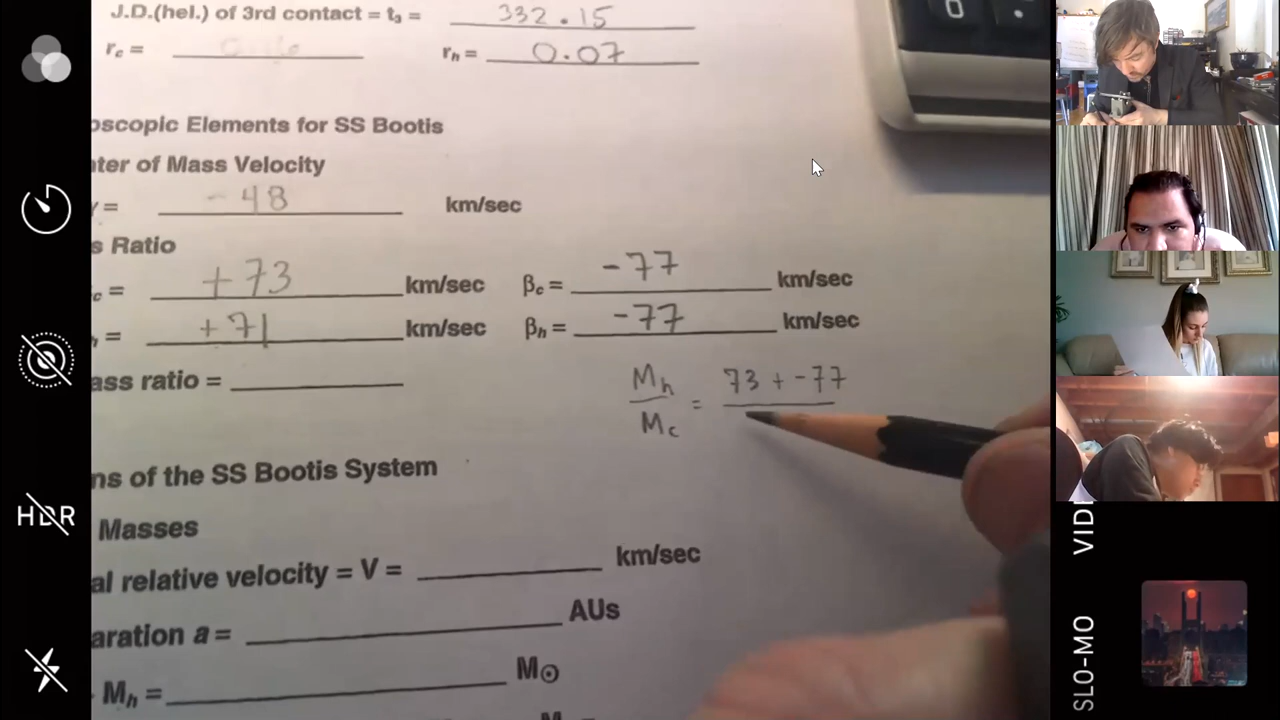 J.D.(hel.) of 3rd contact = t₃ = 332.15
r_c = r_h = 0.07
oscopic Elements for SS Bootis
ter of Mass Velocity
= -48 km/sec
s Ratio
c = +73 km/sec β_c = -77 km/sec
= +71 km/sec β_h = -77 km/sec
ass ratio =
M_h/M_c = 73 + -77
ns of the SS Bootis System
Masses
al relative velocity = V = km/sec
aration a = AUs
M_h = M⊙
0 .
HDR
VID
SLO-MO